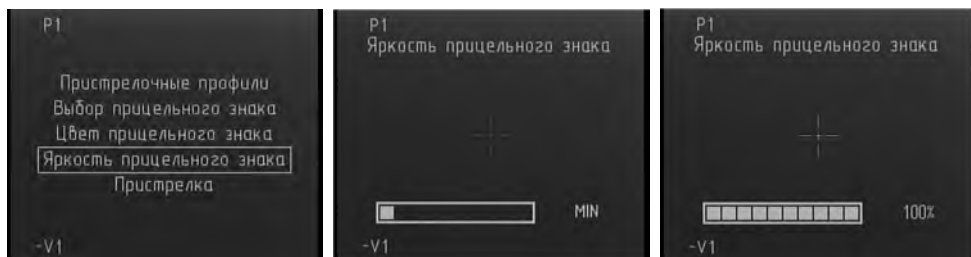 P1
Пристрелочные профили
Выбор прицельного знака
Цвет прицельного знака
Яркость прицельного знака
Пристрелка
-V1
P1
Яркость прицельного знака
MIN
-V1
P1
Яркость прицельного знака
100%
-V1